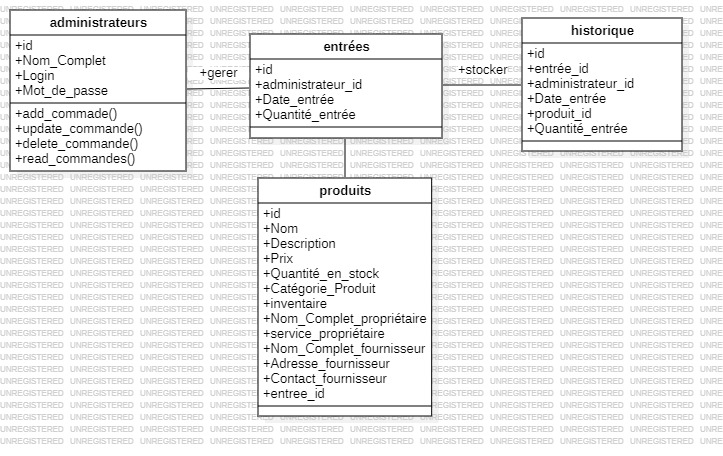 administrateurs
+id
+Nom_Complet
+Login
+Mot_de_passe
+add_commade()
+update_commande()
+delete_commande()
+read_commandes()
+gerer
entrées
+id
+administrateur_id
+Date_entrée
+Quantité_entrée
+stocker
historique
+id
+entrée_id
+administrateur_id
+Date_entrée
+produit_id
+Quantité_entrée
produits
+id
+Nom
+Description
+Prix
+Quantité_en_stock
+Catégorie_Produit
+inventaire
+Nom_Complet_propriétaire
+service_propriétaire
+Nom_Complet_fournisseur
+Adresse_fournisseur
+Contact_fournisseur
+entree_id
UNREGISTERED